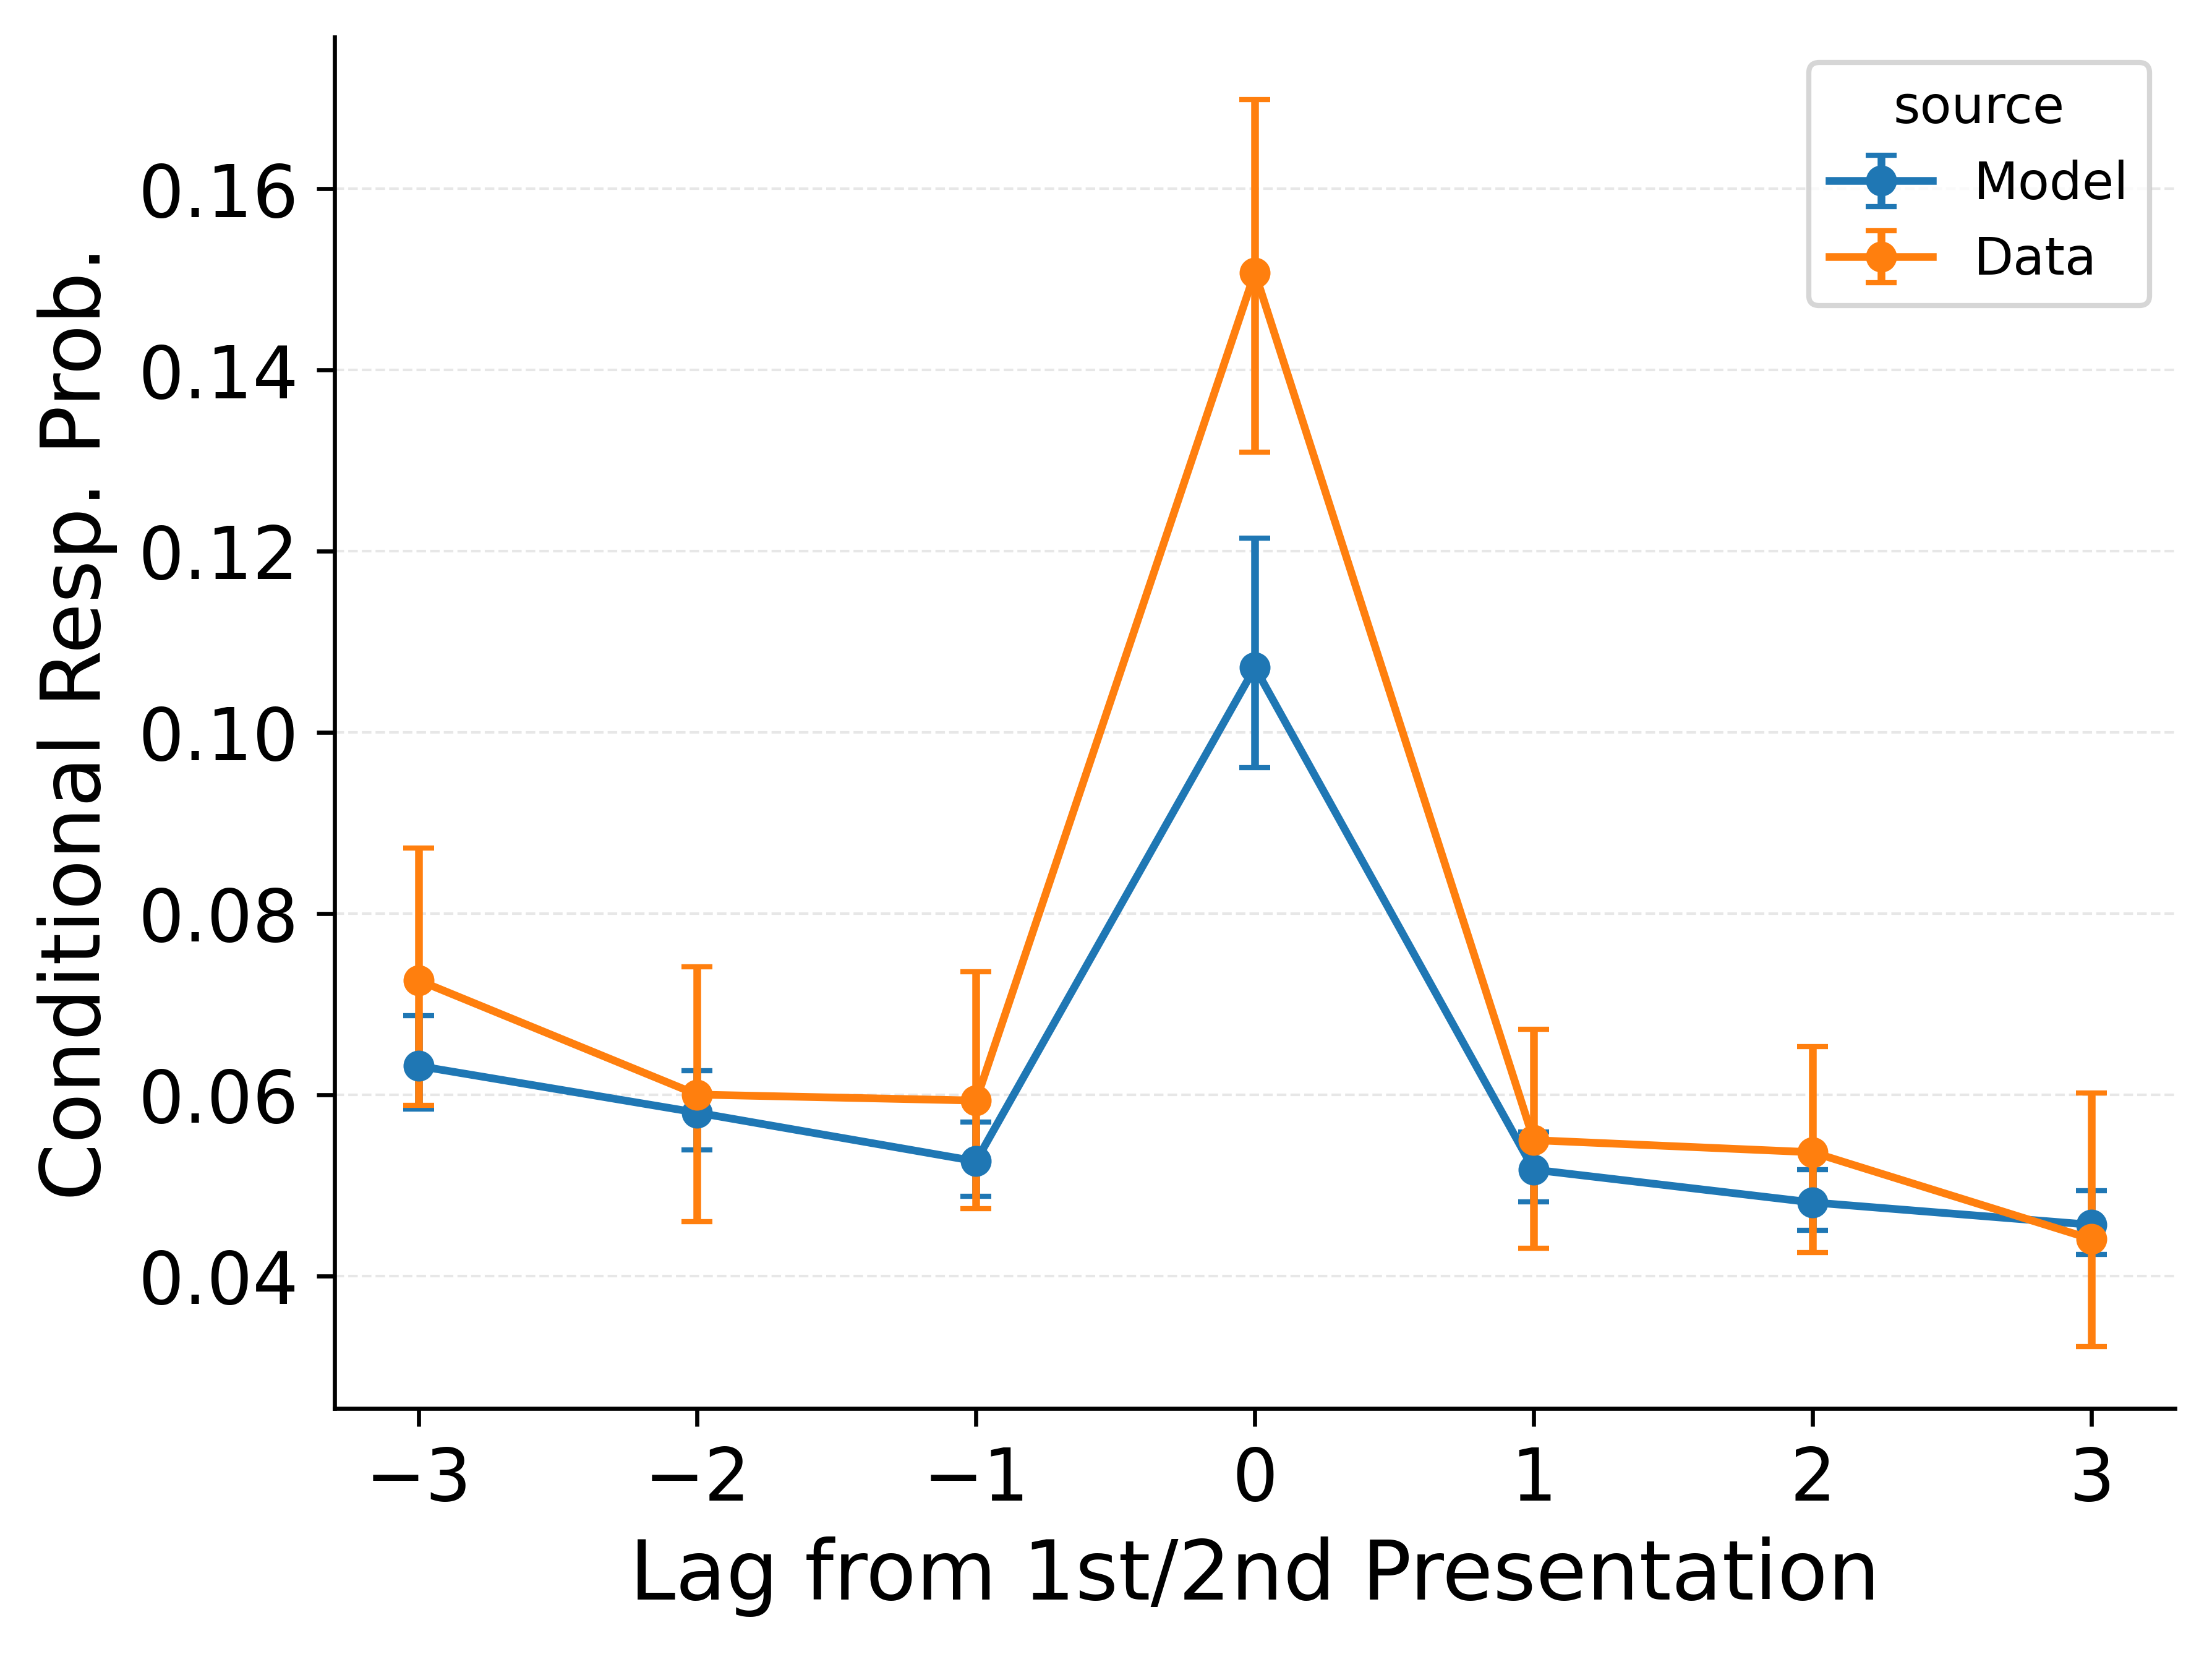 source
Model
Data
Conditional Resp. Prob.
0.16
0.14
0.12
0.10
0.08
0.06
0.04
−3 −2 −1 0 1 2 3
Lag from 1st/2nd Presentation